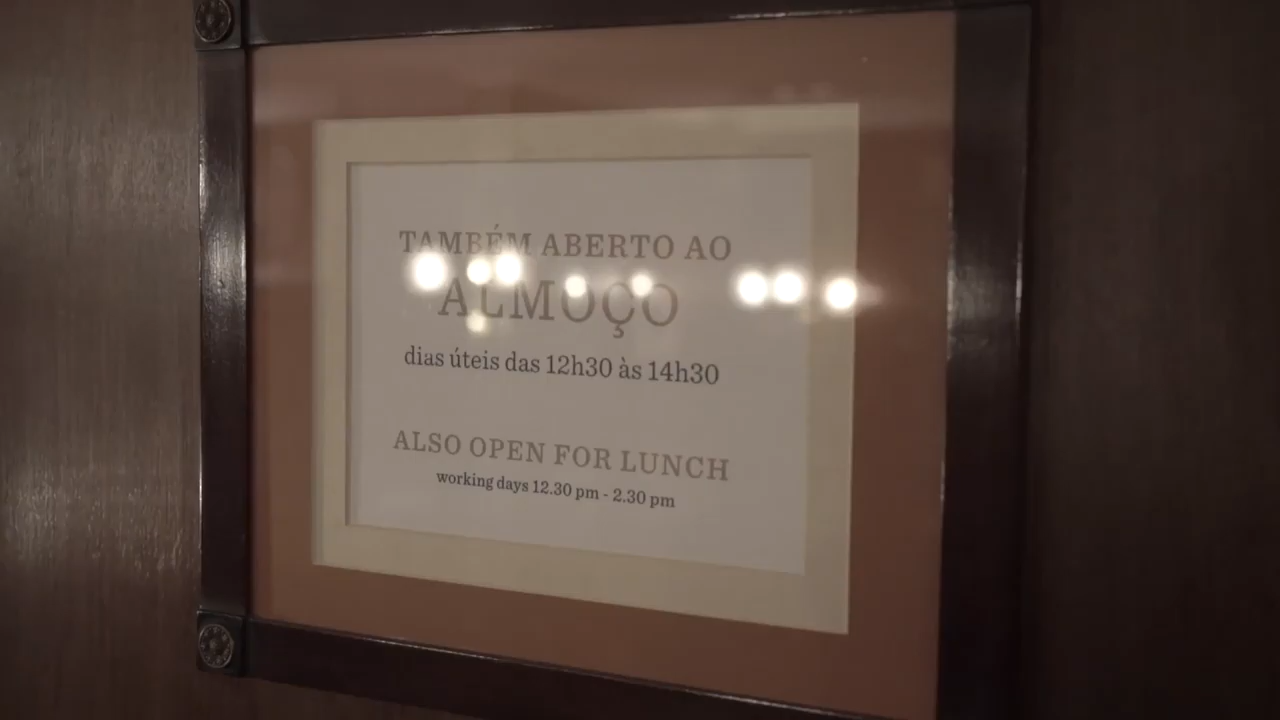 TAMBÉM ABERTO AO
ALMOÇO
dias úteis das 12h30 às 14h30
ALSO OPEN FOR LUNCH
working days 12.30 pm - 2.30 pm